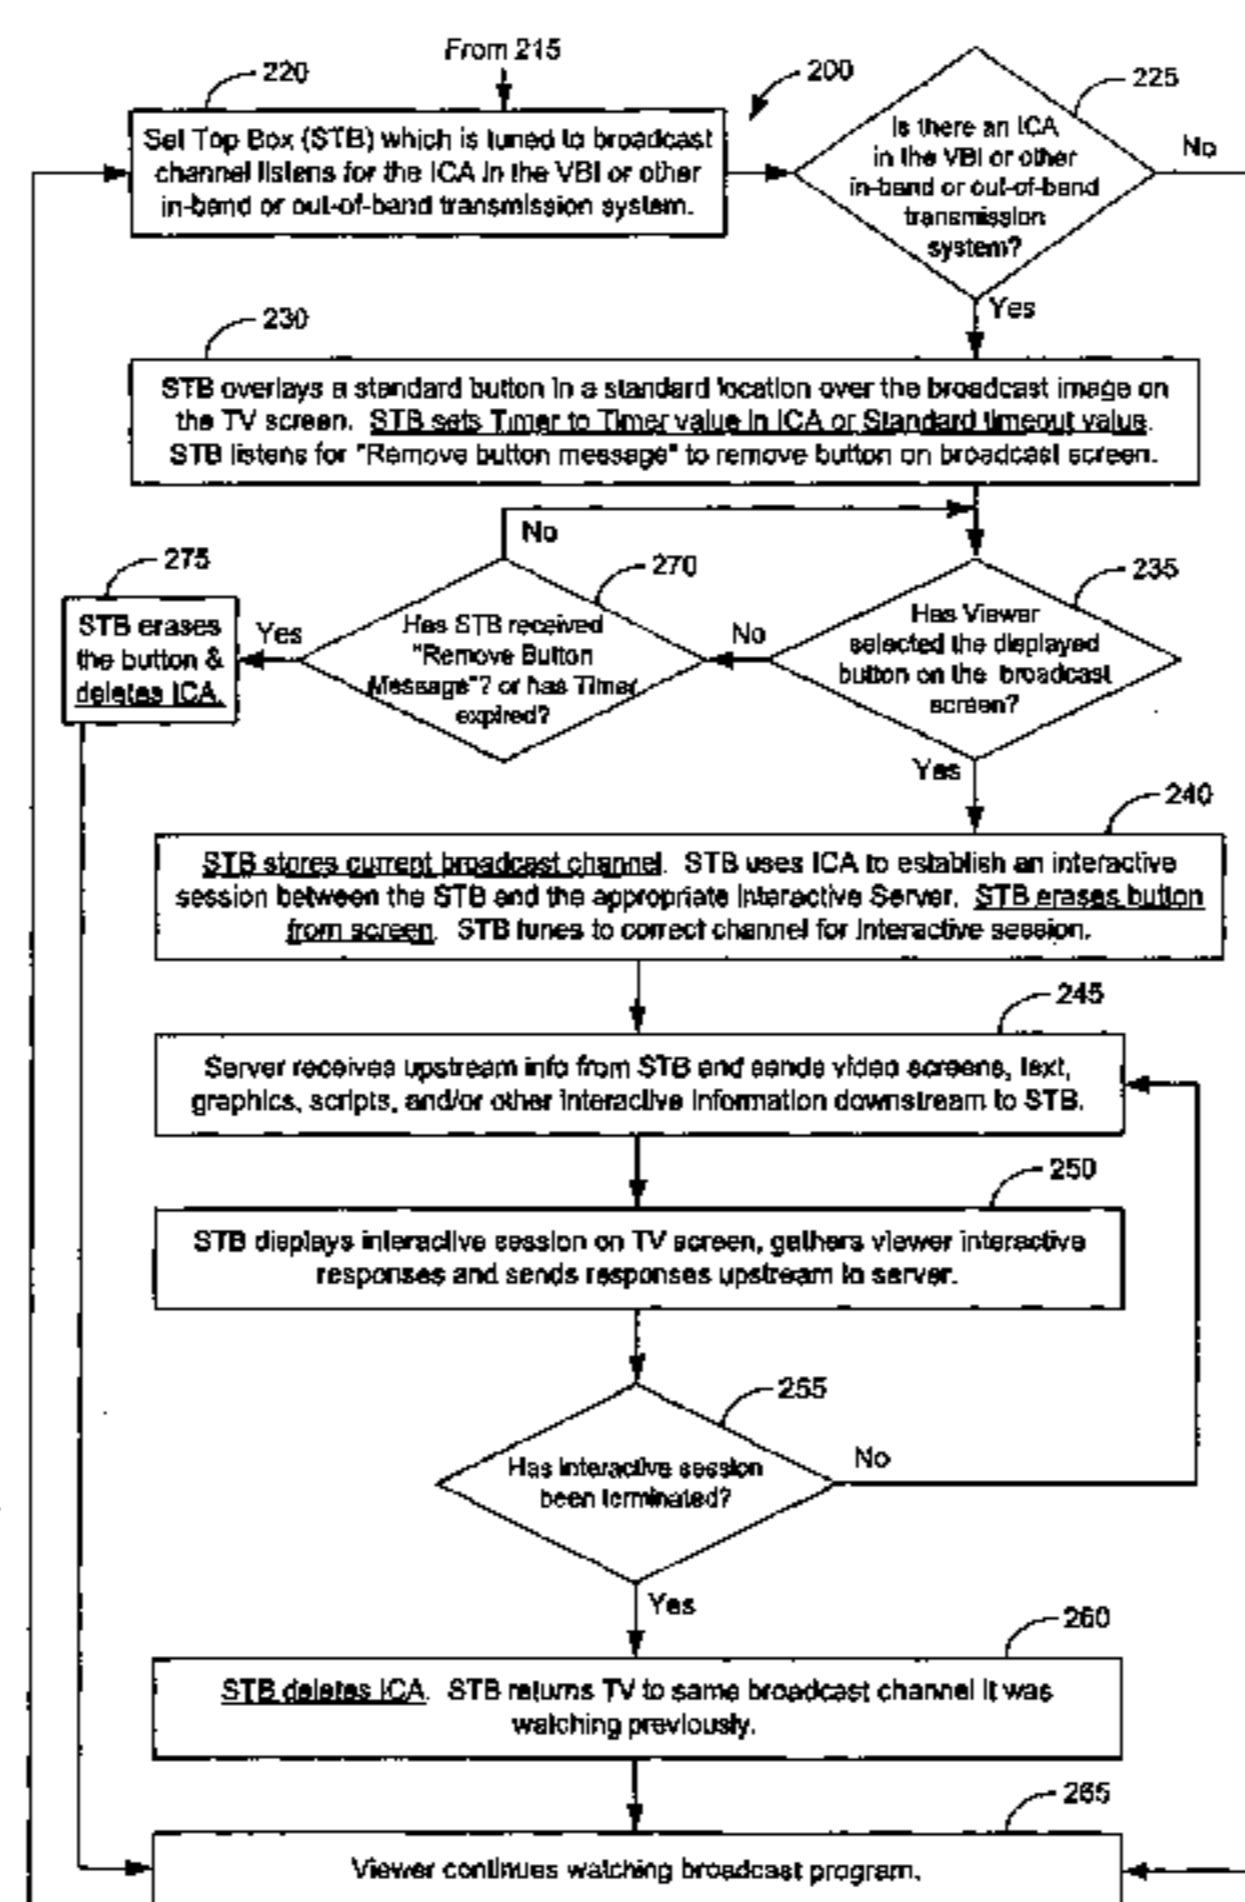 From 215
220
200
225
Set Top Box (STB) which is tuned to broadcast
channel listens for the ICA in the VBI or other
in-band or out-of-band transmission system.
Is there an ICA
in the VBI or other
in-band or out-of-band
transmission
system?
No
Yes
230
STB overlays a standard button in a standard location over the broadcast image on
the TV screen. STB sets Timer to Timer value in ICA or Standard timeout value.
STB listens for "Remove button message" to remove button on broadcast screen.
No
275
270
235
STB erases
the button &
deletes ICA.
Yes
Has STB received
"Remove Button
Message"? or has Timer
expired?
No
Has Viewer
selected the displayed
button on the broadcast
screen?
Yes
240
STB stores current broadcast channel. STB uses ICA to establish an interactive
session between the STB and the appropriate Interactive Server. STB erases button
from screen. STB tunes to correct channel for Interactive session.
245
Server receives upstream info from STB and sends video screens, text,
graphics, scripts, and/or other interactive information downstream to STB.
250
STB displays interactive session on TV screen, gathers viewer interactive
responses and sends responses upstream to server.
255
Has interactive session
been terminated?
No
Yes
260
STB deletes ICA. STB returns TV to same broadcast channel it was
watching previously.
265
Viewer continues watching broadcast program.